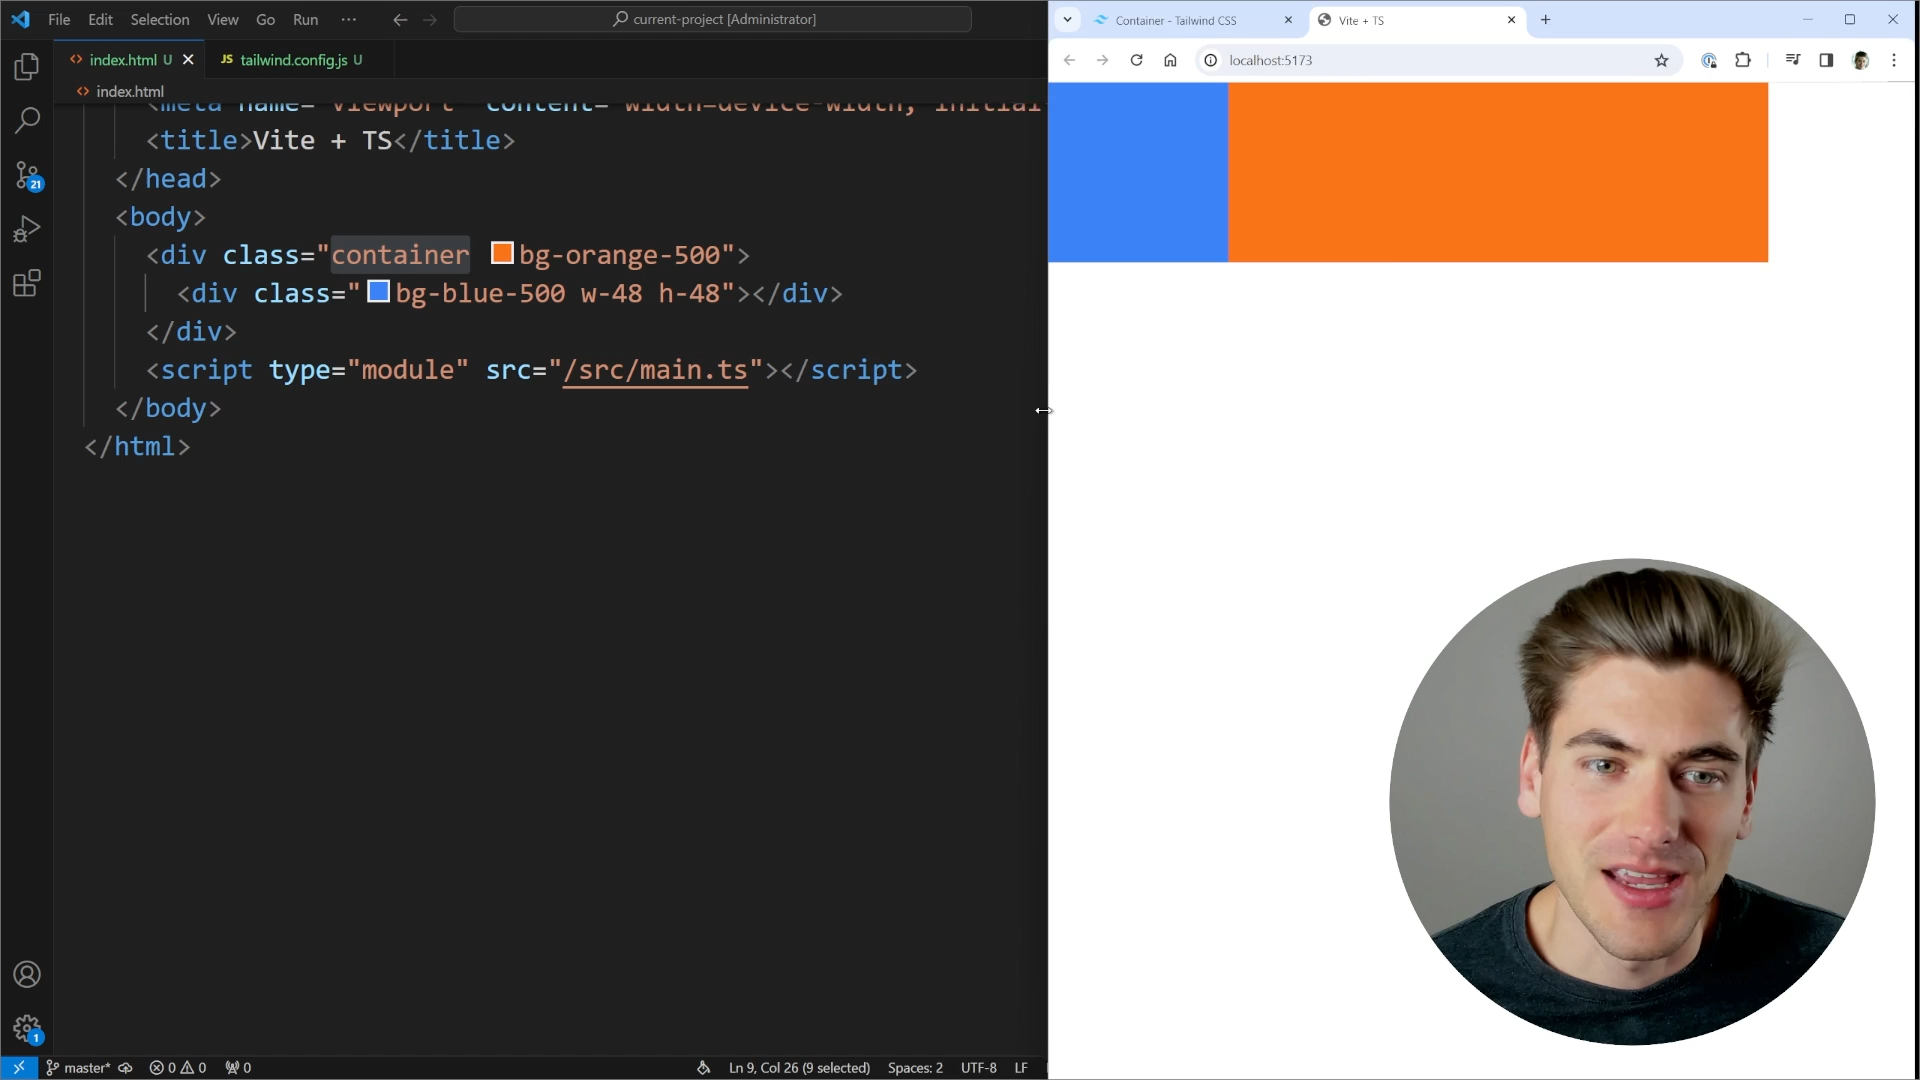 File Edit Selection View Go Run ··· current-project [Administrator]
Container - Tailwind CSS
Vite + TS
index.html U
JS tailwind.config.js U
localhost:5173
index.html
<meta name="viewport" content="width=device-width, initial
<title>Vite + TS</title>
</head>
<body>
<div class="container bg-orange-500">
<div class="bg-blue-500 w-48 h-48"></div>
</div>
<script type="module" src="/src/main.ts"></script>
</body>
</html>
21
1
master* 0 0 0 Ln 9, Col 26 (9 selected) Spaces: 2 UTF-8 LF